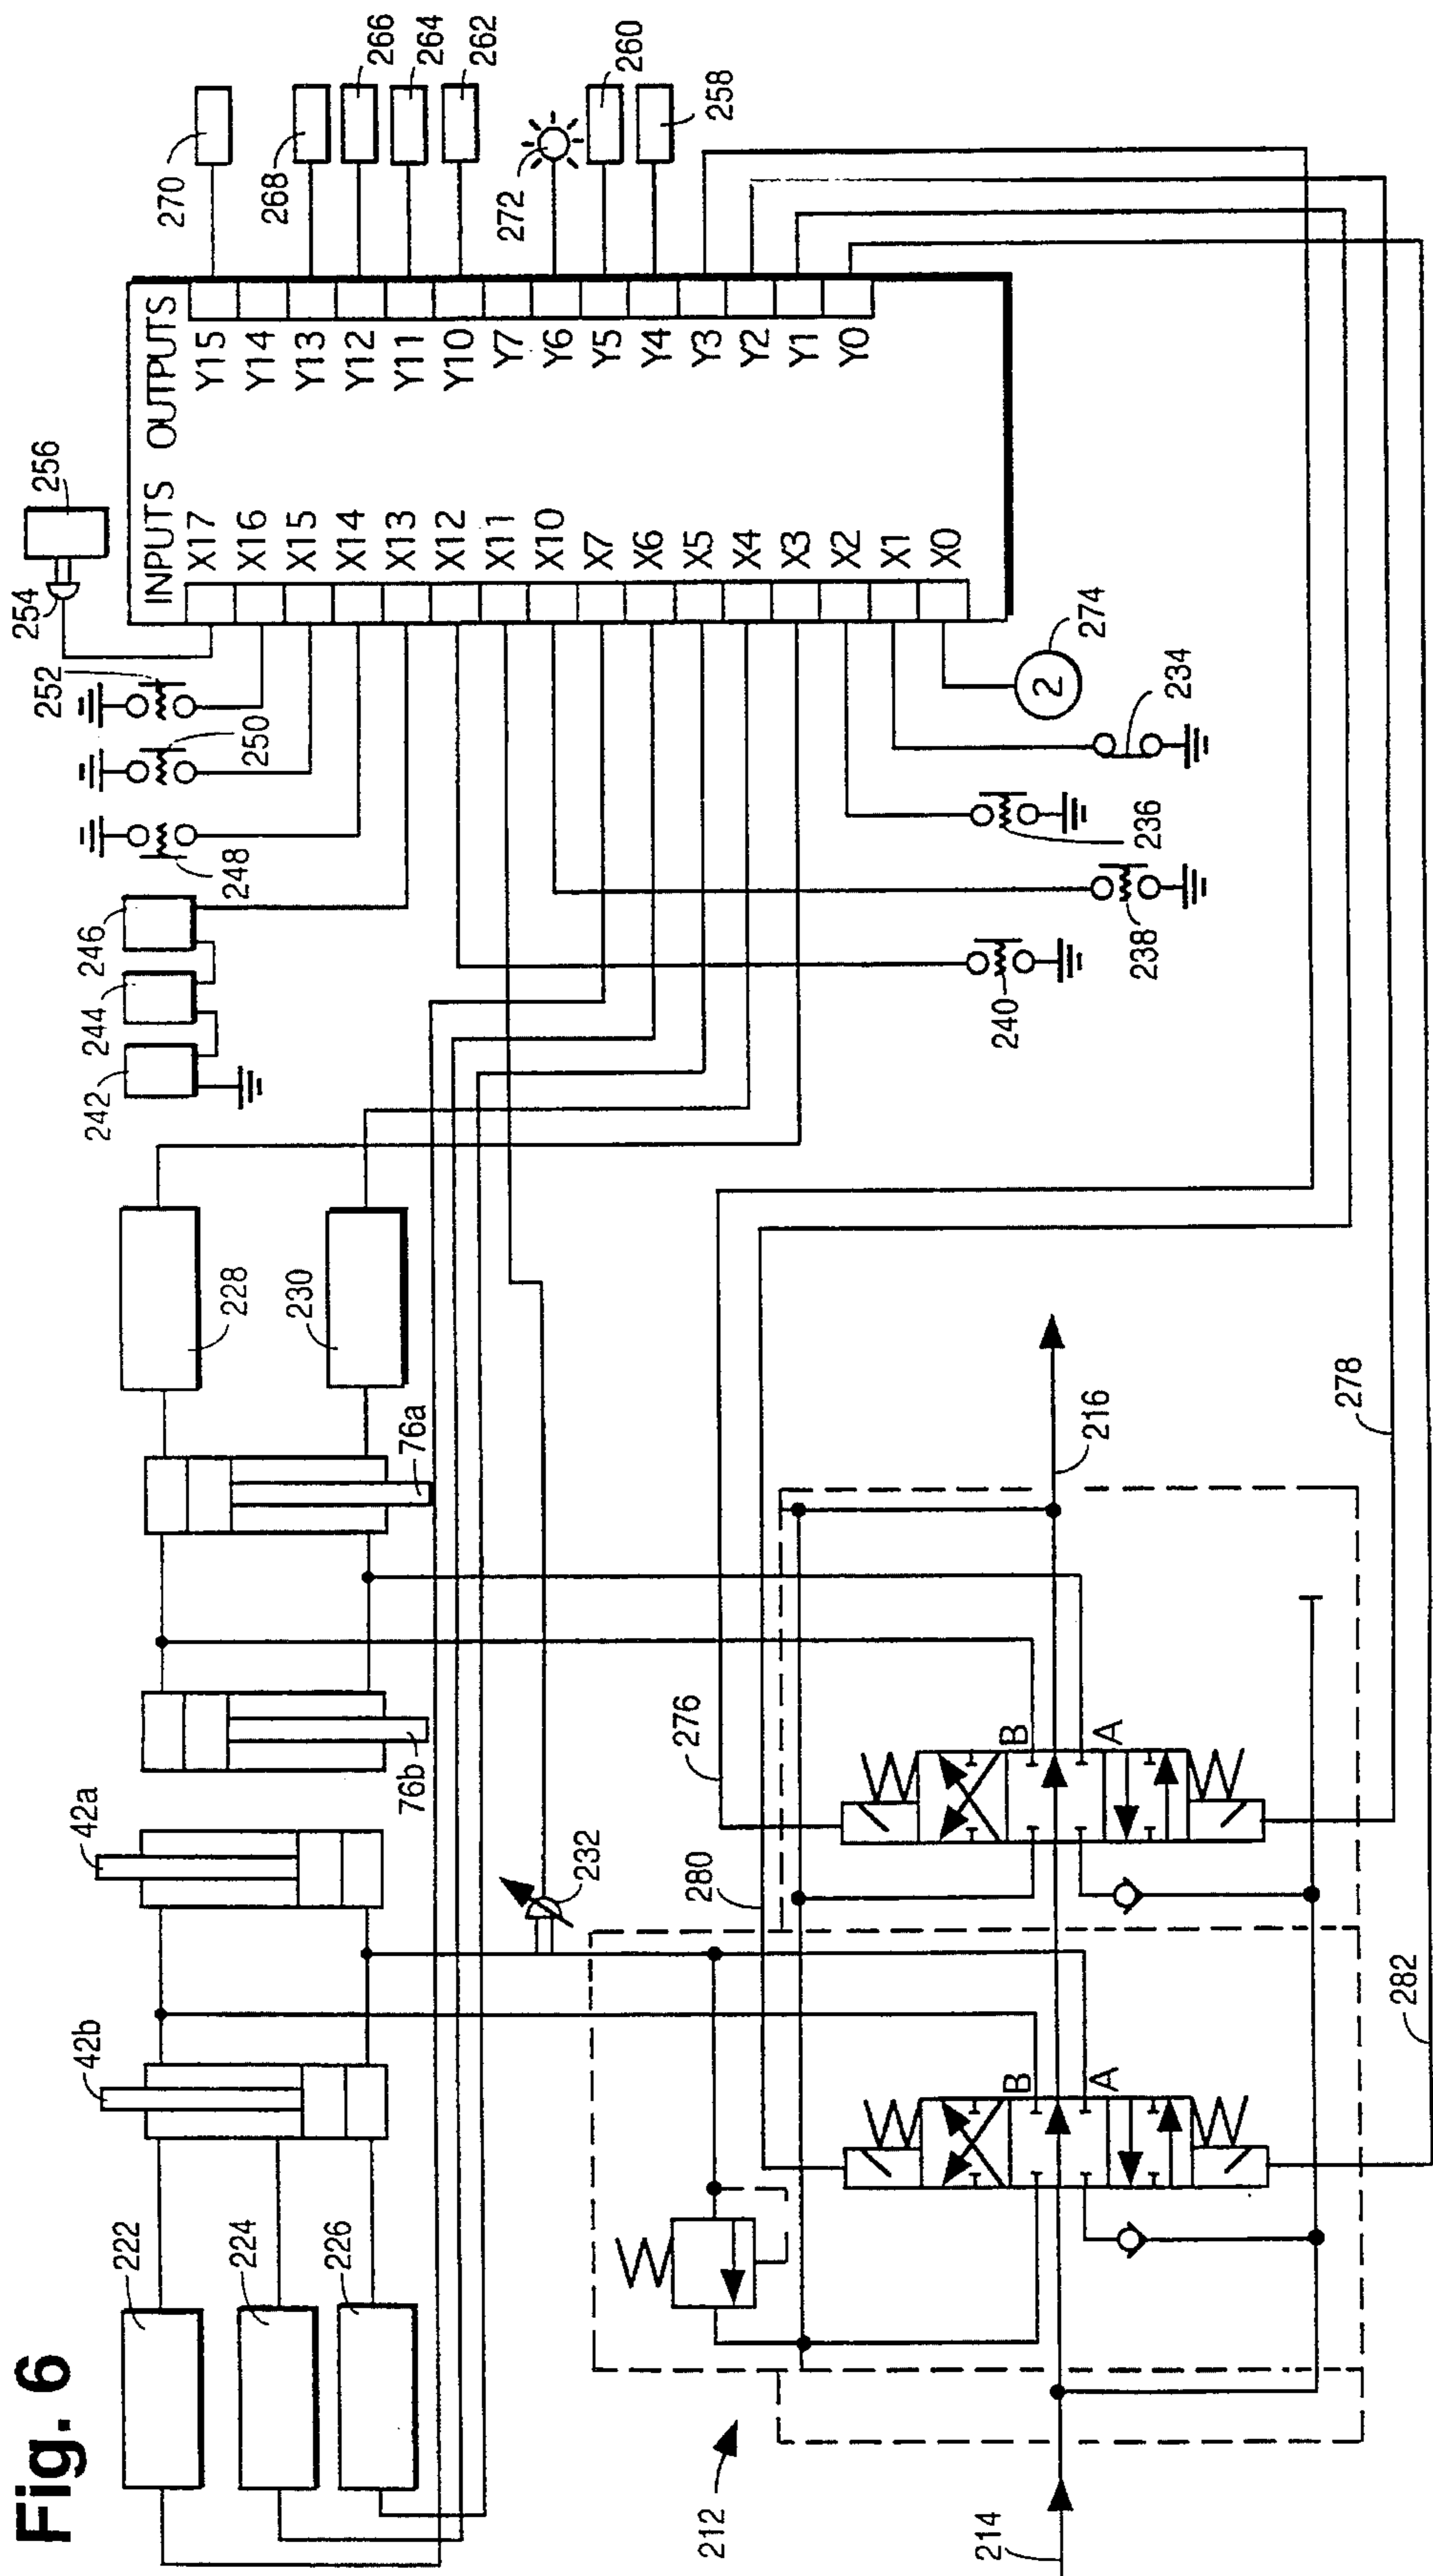 Fig. 6
222
224
226
42b
42a
76b
76a
228
230
232
242
244
246
248
250
252
254
256
INPUTS OUTPUTS
X17
X16
X15
X14
X13
X12
X11
X10
X7
X6
X5
X4
X3
X2
X1
X0
Y15
Y14
Y13
Y12
Y11
Y10
Y7
Y6
Y5
Y4
Y3
Y2
Y1
Y0
270
268
266
264
262
272
260
258
2
274
234
236
238
240
212
214
216
276
280
278
282
B
A
B
A